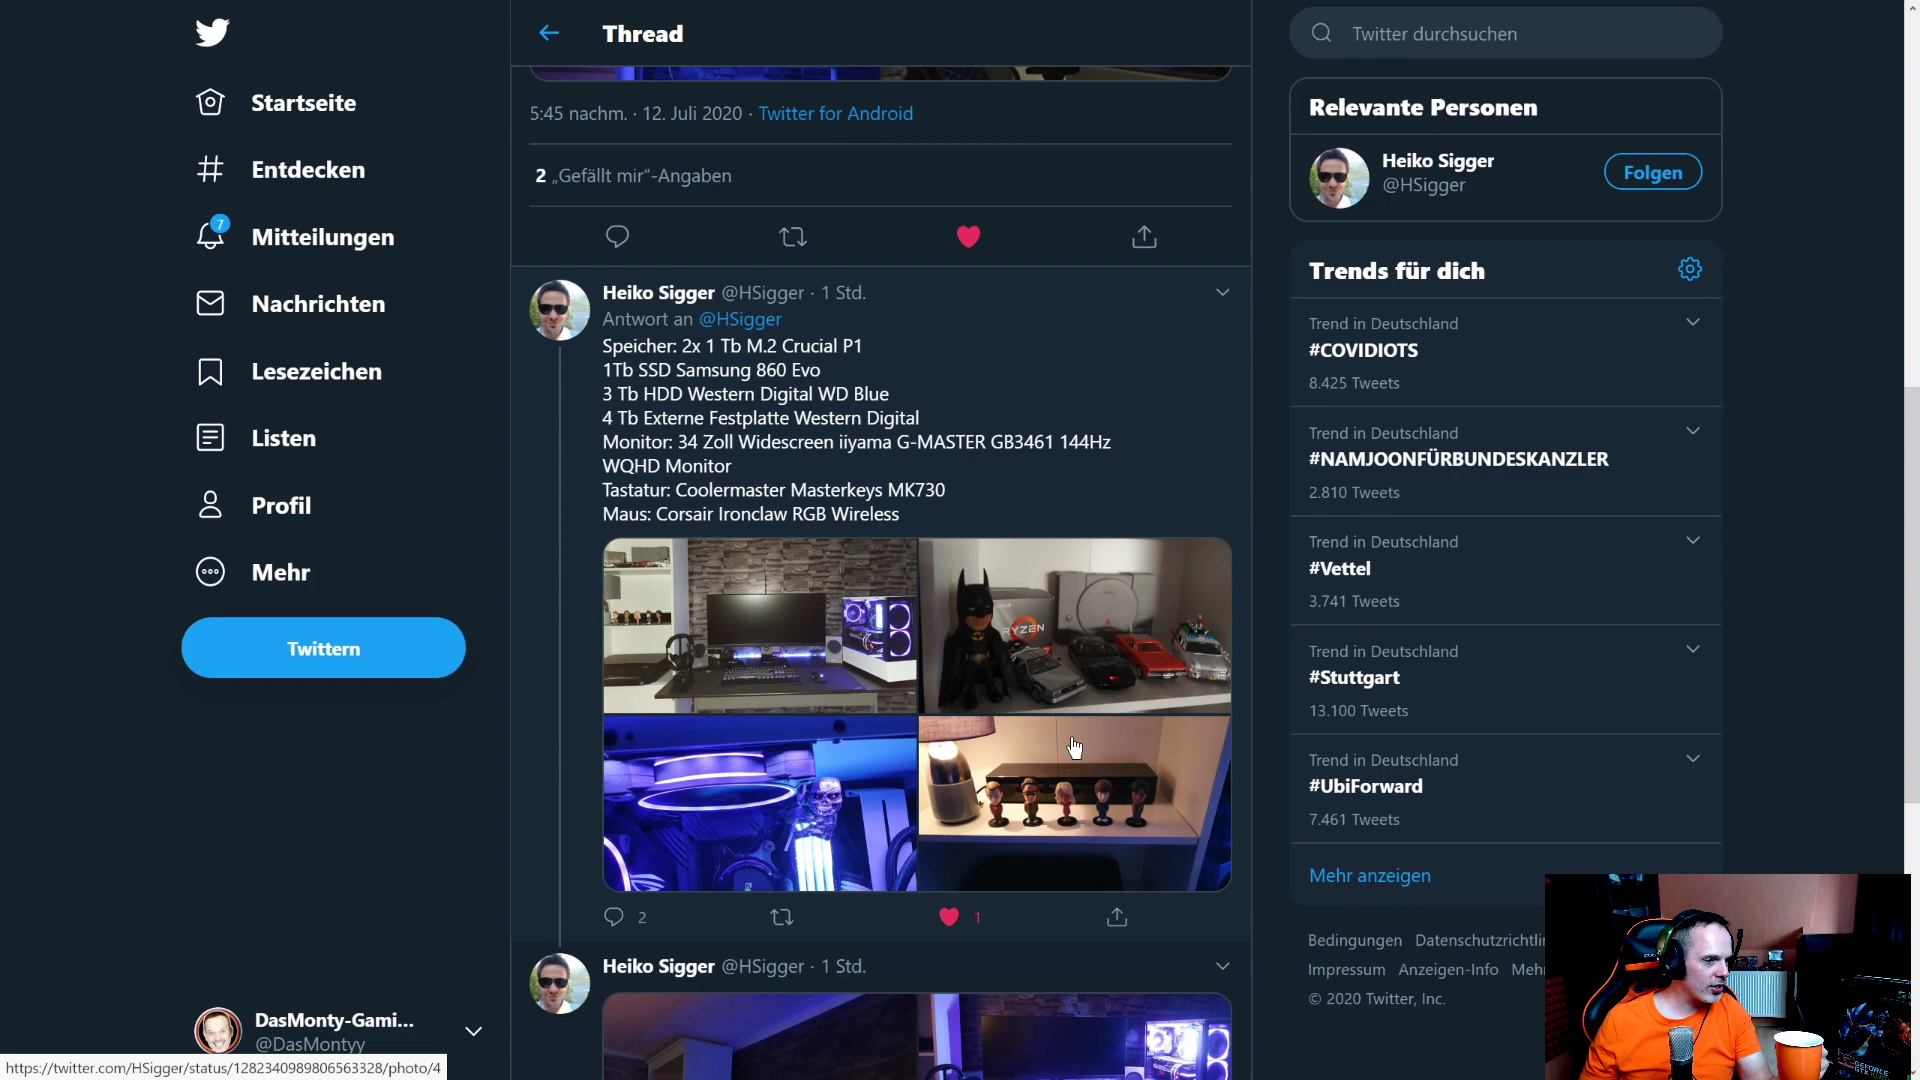 Startseite
Entdecken
7
Mitteilungen
Nachrichten
Lesezeichen
Listen
Profil
Mehr
Twittern
DasMonty-Gami...
@DasMontyy
https://twitter.com/HSigger/status/1282340989806563328/photo/4
Thread
5:45 nachm. · 12. Juli 2020 · Twitter for Android
2 „Gefällt mir“-Angaben
Heiko Sigger @HSigger · 1 Std.
Antwort an @HSigger
Speicher: 2x 1 Tb M.2 Crucial P1
1Tb SSD Samsung 860 Evo
3 Tb HDD Western Digital WD Blue
4 Tb Externe Festplatte Western Digital
Monitor: 34 Zoll Widescreen iiyama G-MASTER GB3461 144Hz
WQHD Monitor
Tastatur: Coolermaster Masterkeys MK730
Maus: Corsair Ironclaw RGB Wireless
RYZEN
2
1
Heiko Sigger @HSigger · 1 Std.
Twitter durchsuchen
Relevante Personen
Heiko Sigger
@HSigger
Folgen
Trends für dich
Trend in Deutschland
#COVIDIOTS
8.425 Tweets
Trend in Deutschland
#NAMJOONFÜRBUNDESKANZLER
2.810 Tweets
Trend in Deutschland
#Vettel
3.741 Tweets
Trend in Deutschland
#Stuttgart
13.100 Tweets
Trend in Deutschland
#UbiForward
7.461 Tweets
Mehr anzeigen
Bedingungen Datenschutzrichtlin
Impressum Anzeigen-Info Mehr
© 2020 Twitter, Inc.
GEFORCE